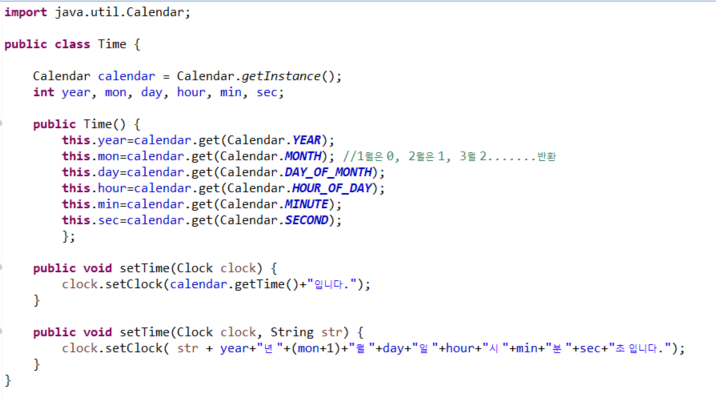 import java.util.Calendar;
public class Time {
Calendar calendar = Calendar.getInstance();
int year, mon, day, hour, min, sec;
public Time() {
this.year=calendar.get(Calendar.YEAR);
this.mon=calendar.get(Calendar.MONTH); //1월은 0, 2월은 1, 3월 2.......반환
this.day=calendar.get(Calendar.DAY_OF_MONTH);
this.hour=calendar.get(Calendar.HOUR_OF_DAY);
this.min=calendar.get(Calendar.MINUTE);
this.sec=calendar.get(Calendar.SECOND);
};
public void setTime(Clock clock) {
clock.setClock(calendar.getTime()+"입니다.");
}
public void setTime(Clock clock, String str) {
clock.setClock( str + year+"년 "+(mon+1)+"월 "+day+"일 "+hour+"시 "+min+"분 "+sec+"초 입니다.");
}
}